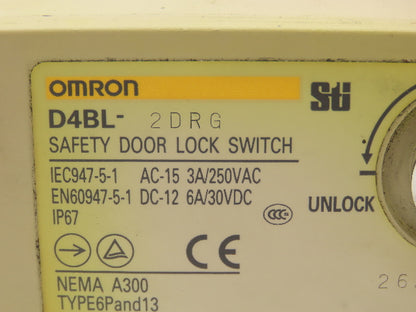 OMRON
Sti
D4BL- 2DRG
SAFETY DOOR LOCK SWITCH
IEC947-5-1 AC-15 3A/250VAC
EN60947-5-1 DC-12 6A/30VDC
IP67
CCC
UNLOCK
CE
NEMA A300
TYPE6Pand13